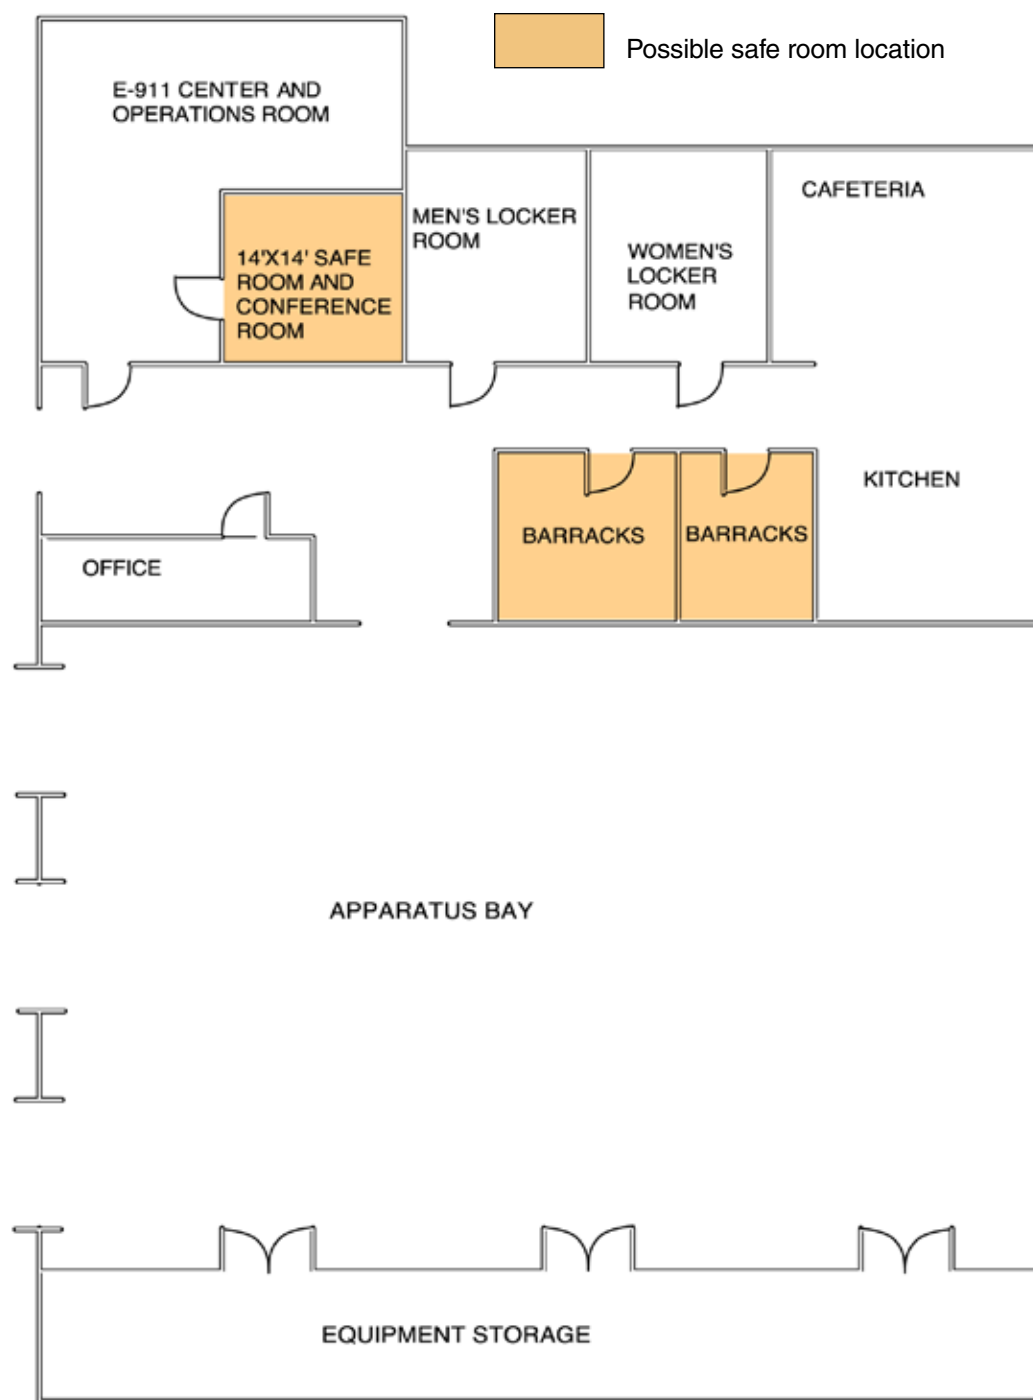 Possible safe room location
E-911 CENTER AND
OPERATIONS ROOM
CAFETERIA
MEN'S LOCKER
ROOM
WOMEN'S
LOCKER
ROOM
14'X14' SAFE
ROOM AND
CONFERENCE
ROOM
KITCHEN
BARRACKS
BARRACKS
OFFICE
APPARATUS BAY
EQUIPMENT STORAGE